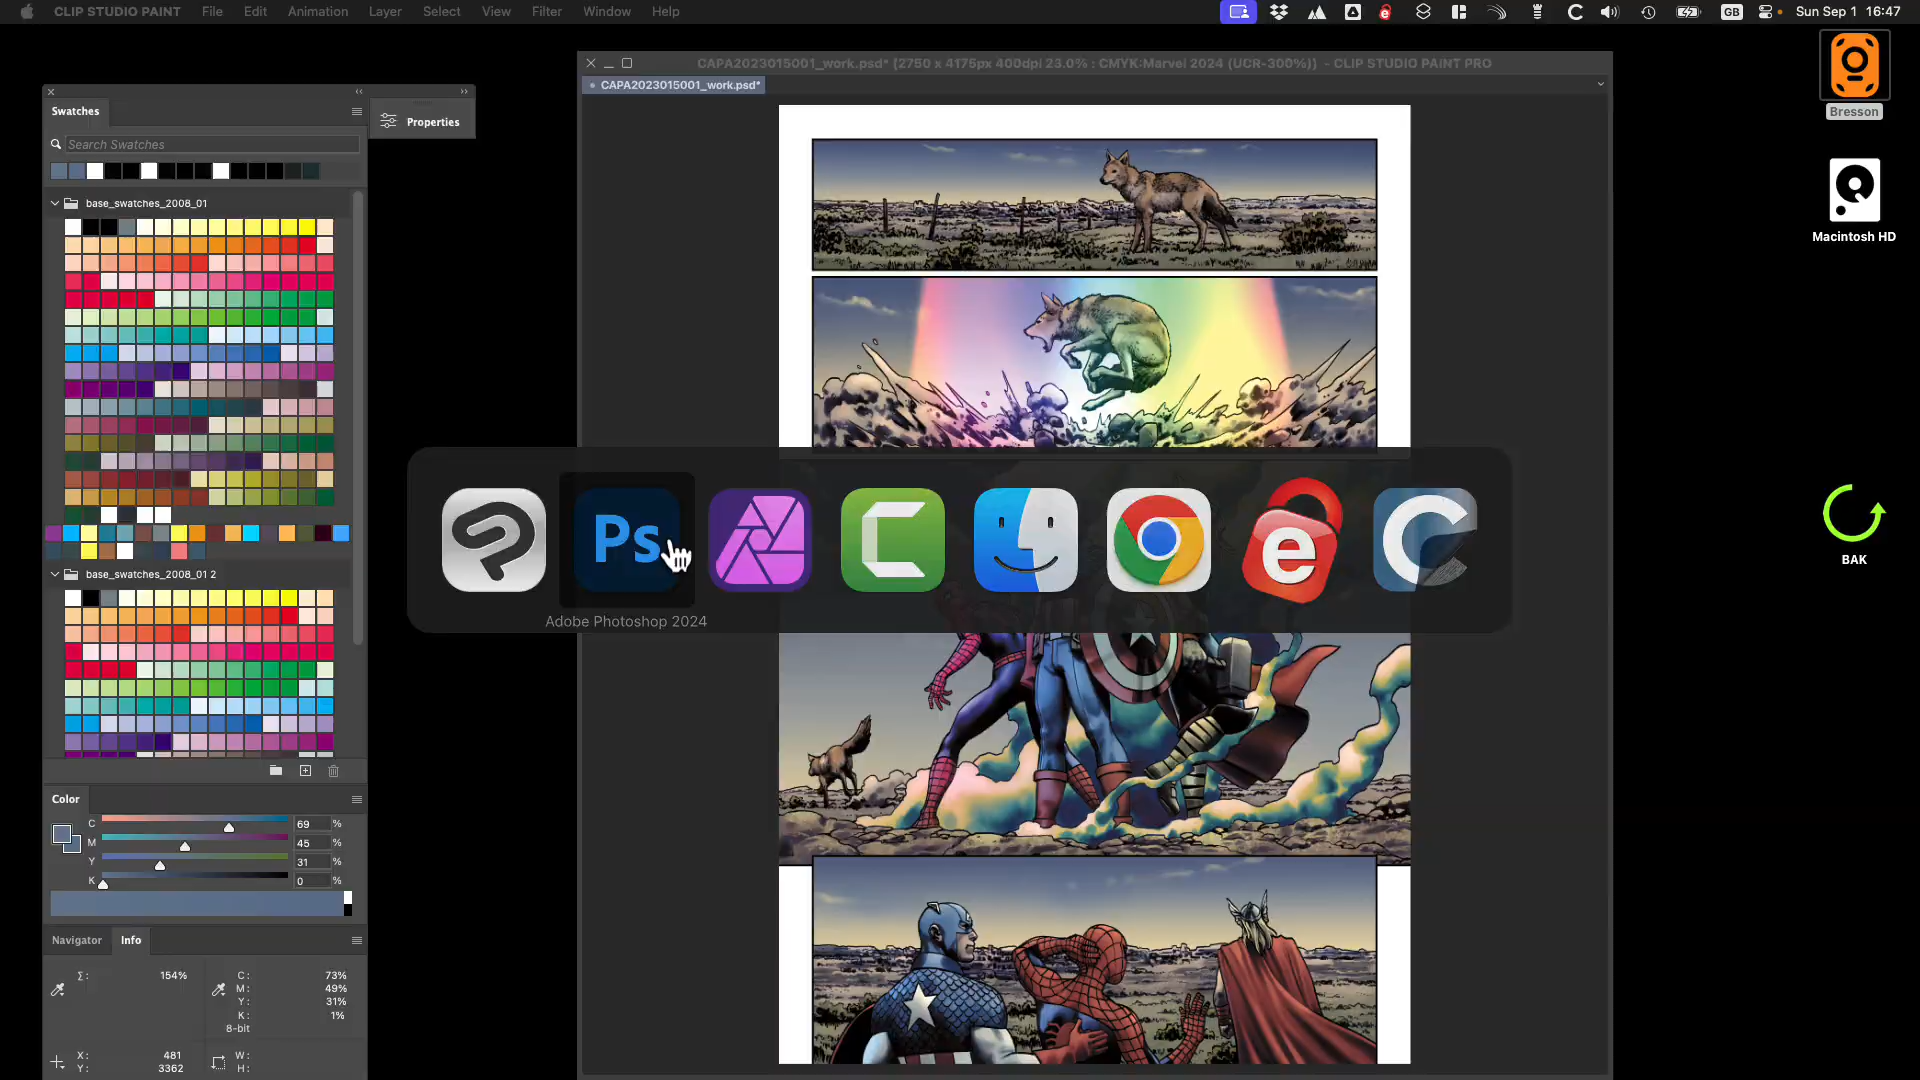 CLIP STUDIO PAINT File Edit Animation Layer Select View Filter Window Help
GB Sun Sep 1 16:47
CAPA2023015001_work.psd* (2750 x 4175px 400dpi 23.0% : CMYK:Marvel 2024 (UCR-300%)) - CLIP STUDIO PAINT PRO
CAPA2023015001_work.psd*
Swatches
Properties
Search Swatches
base_swatches_2008_01
base_swatches_2008_01 2
Color
C 69 %
M 45 %
Y 31 %
K 0 %
Navigator Info
Σ: 154%
C: 73%
M: 49%
Y: 31%
K: 1%
8-bit
X: 481
Y: 3362
W:
H:
Ps
e
Adobe Photoshop 2024
Bresson
Macintosh HD
BAK